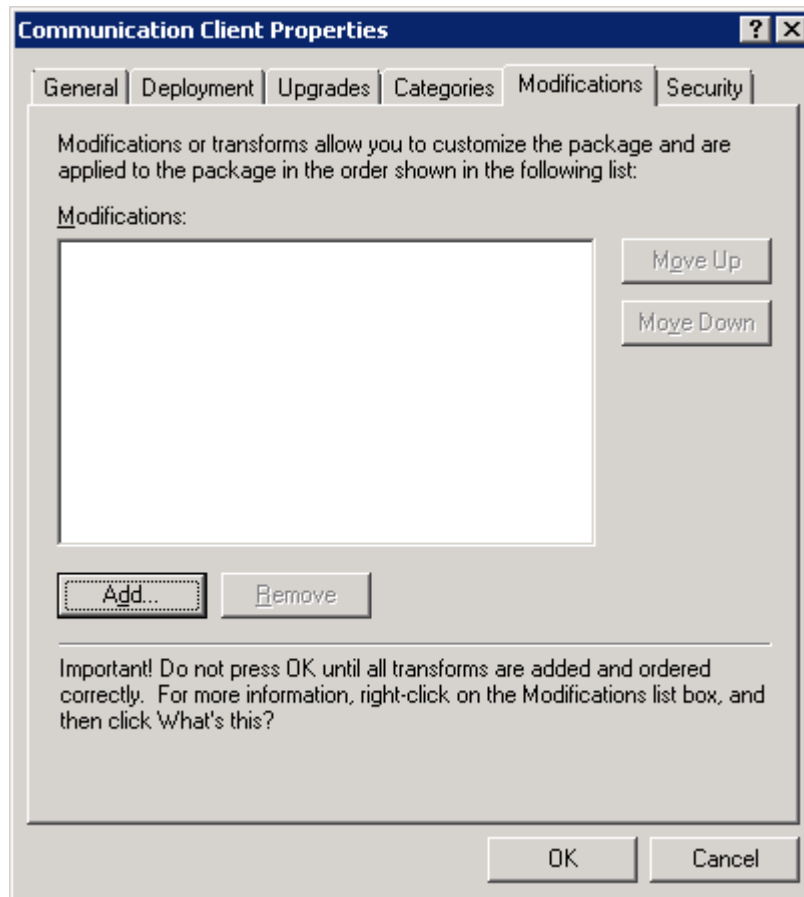 Communication Client Properties
General Deployment Upgrades Categories Modifications Security
Modifications or transforms allow you to customize the package and are
applied to the package in the order shown in the following list:
Modifications:
Move Up
Move Down
Add... Remove
Important! Do not press OK until all transforms are added and ordered
correctly. For more information, right-click on the Modifications list box, and
then click What's this?
OK Cancel